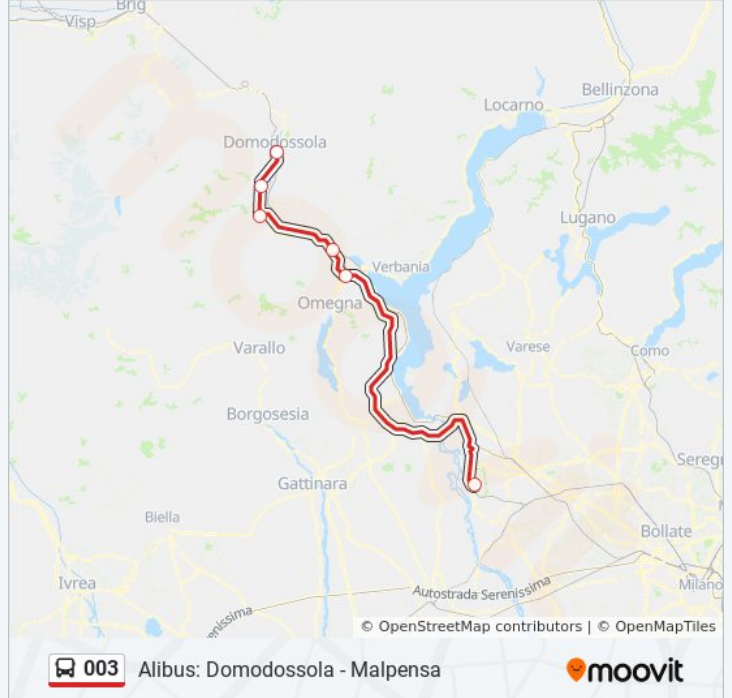 Brig
Visp
Bellinzona
Locarno
Domodossola
Lugano
Verbania
Omegna
Varese
Como
Varallo
Borgosesia
Seregn
Gattinara
Biella
Bollate
Ivrea
Milano
Autostrada Serenissima
enissima
© OpenStreetMap contributors | © OpenMapTiles
003 Alibus: Domodossola - Malpensa
moovit